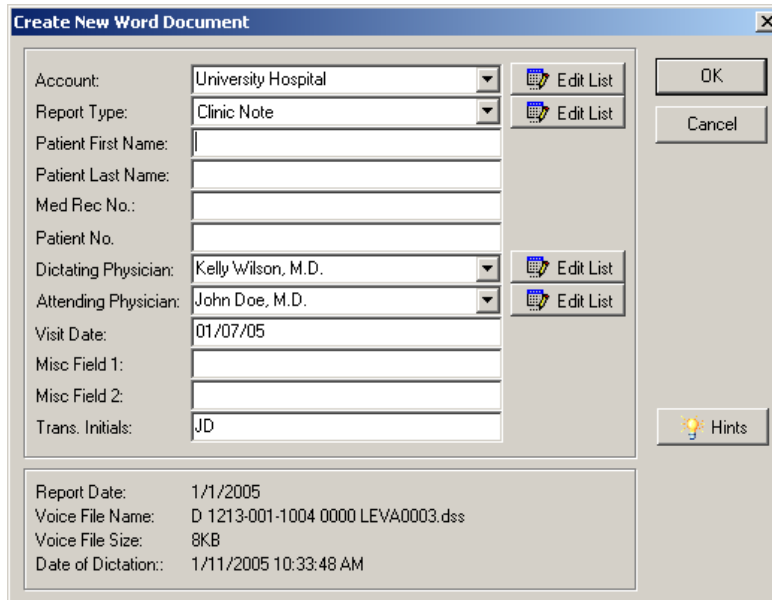 Create New Word Document
Account: University Hospital Edit List OK
Report Type: Clinic Note Edit List
Patient First Name: Cancel
Patient Last Name:
Med Rec No.:
Patient No.
Dictating Physician: Kelly Wilson, M.D. Edit List
Attending Physician: John Doe, M.D. Edit List
Visit Date: 01/07/05
Misc Field 1:
Misc Field 2:
Trans. Initials: JD Hints
Report Date: 1/1/2005
Voice File Name: D 1213-001-1004 0000 LEVA0003.dss
Voice File Size: 8KB
Date of Dictation:: 1/11/2005 10:33:48 AM